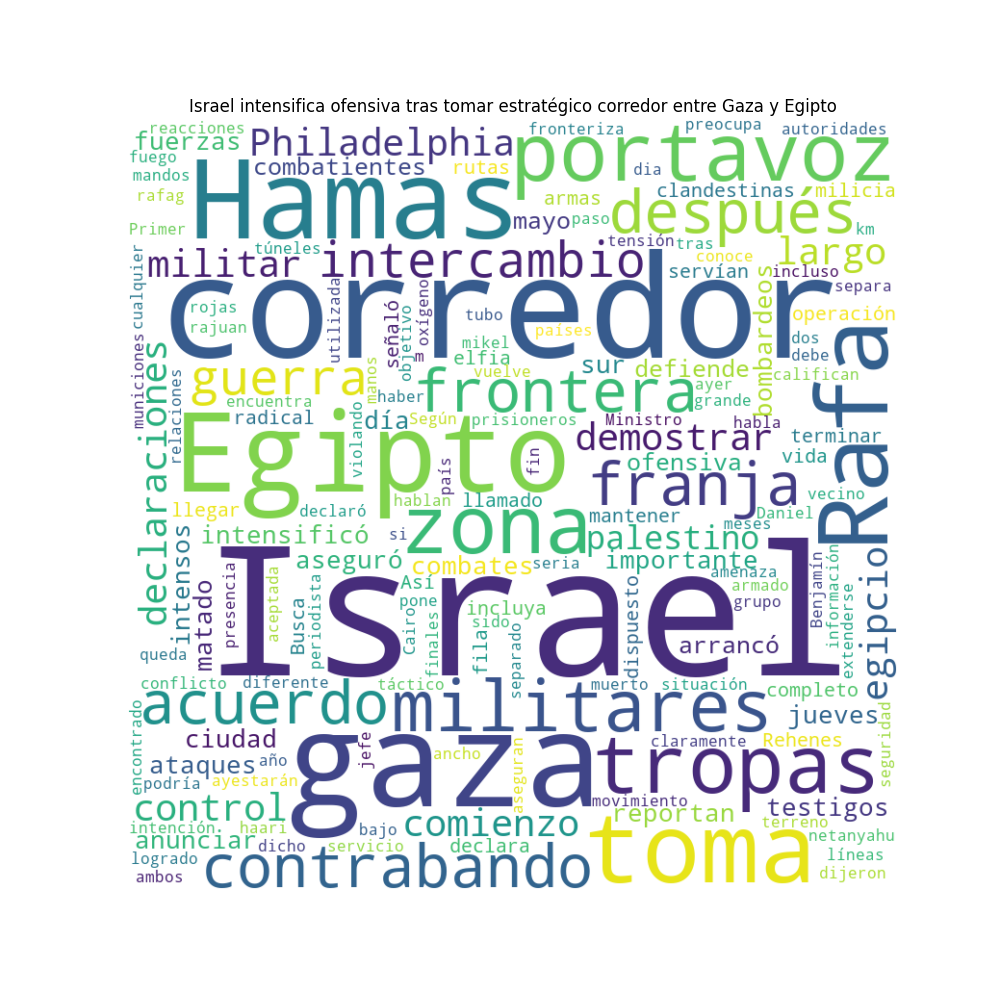 Israel intensifica ofensiva tras tomar estratégico corredor entre Gaza y Egipto
reacciones
fuerzas
Philadelphia
portavoz
fronteriza
preocupa
autoridades
fuego
mandos
rafag
Primer
combatientes
rutas
Hamas
armas
mayo
paso
dia
clandestinas
milicia
después
km
túneles
tensión
tras
largo
conoce
militar
intercambio
servían
incluso
separa
cualquier
municiones
corredor
rojas
rajuan
utilizada
señaló
oxígeno
m
objetivo
tubo
países
bombardeos
operación
dos
debe
mikel
elfia
vuelve
sur
defiende
califican
guerra
manos
haber
frontera
ayer
grande
Rafa
declaraciones
relaciones
encuentra
radical
día
Según
prisioneros
Ministro
habla
demostrar
terminar
vida
violando
Egipto
país
fin
ofensiva
franja
vecino
llegar
declaró
hablan
llamado
zona
mantener
meses
Daniel
intensificó
si
palestino
intensos
aseguró
combates
seria
importante
amenaza
armado
grupo
Benjamín
información
extenderse
egipcio
matado
presencia
aceptada
Busca
periodista
Así
pone
Cairo
finales
incluya
sido
fila
separado
dispuesto
arrancó
Israel
queda
conflicto
diferente
táctico
muerto
situación
completo
acuerdo
militares
jueves
encontrado
ciudad
jefe
ancho
aseguran
claramente
Rehenes
seguridad
ataques
año
podría
ayestarán
gaza
tropas
control
movimiento
reportan
testigos
intención.
haari
bajo
comienzo
terreno
netanyahu
anunciar
dicho
servicio
declara
toma
líneas
logrado
ambos
contrabando
dijeron